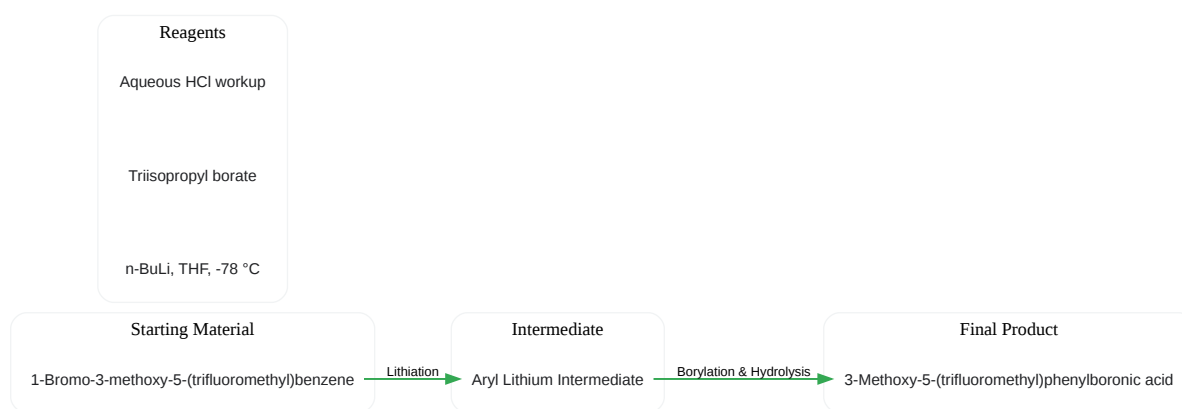 Reagents
Aqueous HCl workup
Triisopropyl borate
n-BuLi, THF, -78 °C
Starting Material
1-Bromo-3-methoxy-5-(trifluoromethyl)benzene
Lithiation
Intermediate
Aryl Lithium Intermediate
Borylation & Hydrolysis
Final Product
3-Methoxy-5-(trifluoromethyl)phenylboronic acid